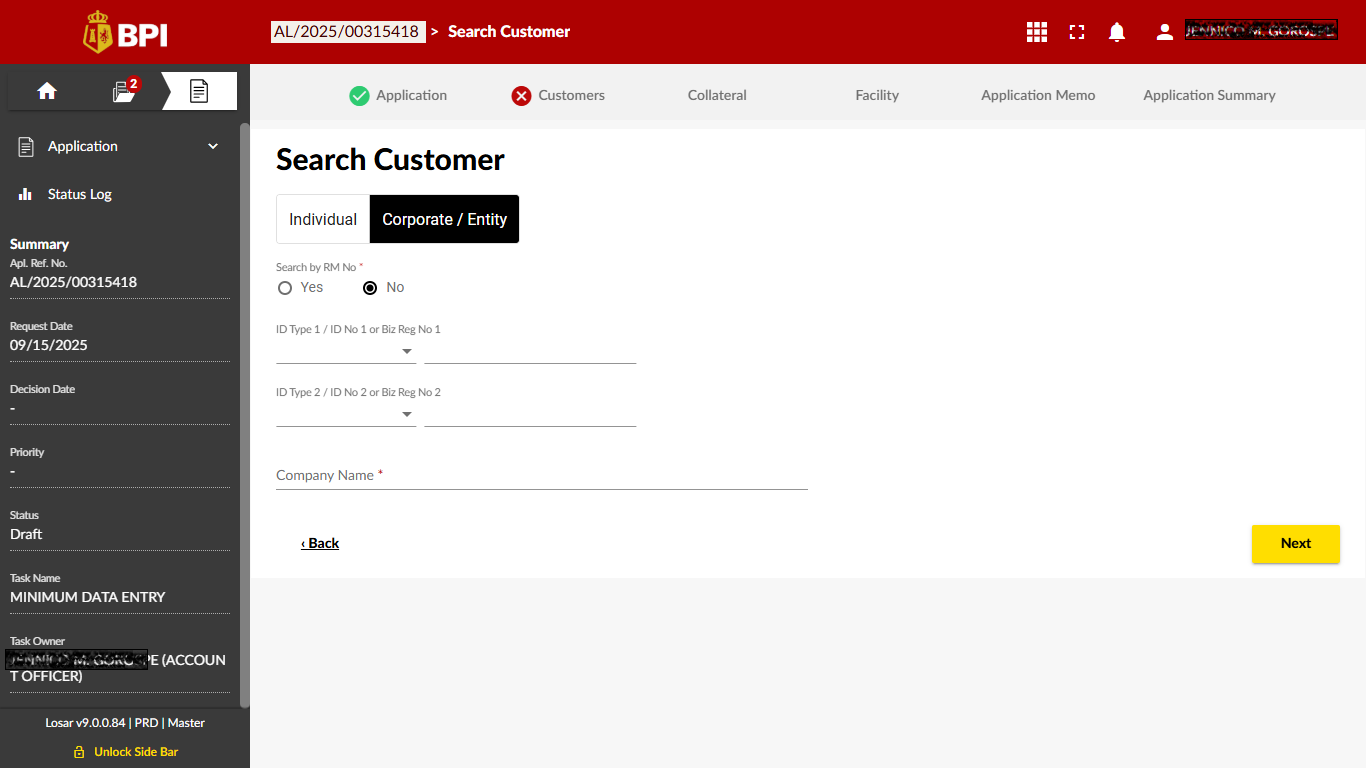 BPI
AL/2025/00315418 > Search Customer
2
Application
Status Log
Summary
Apl. Ref. No.
AL/2025/00315418
Request Date
09/15/2025
Decision Date
-
Priority
-
Status
Draft
Task Name
MINIMUM DATA ENTRY
Task Owner
(ACCOUN
T OFFICER)
Losar v9.0.0.84 | PRD | Master
Unlock Side Bar
Application
Customers
Collateral
Facility
Application Memo
Application Summary
Search Customer
Individual
Corporate / Entity
Search by RM No *
Yes
No
ID Type 1 / ID No 1 or Biz Reg No 1
ID Type 2 / ID No 2 or Biz Reg No 2
Company Name *
‹ Back
Next